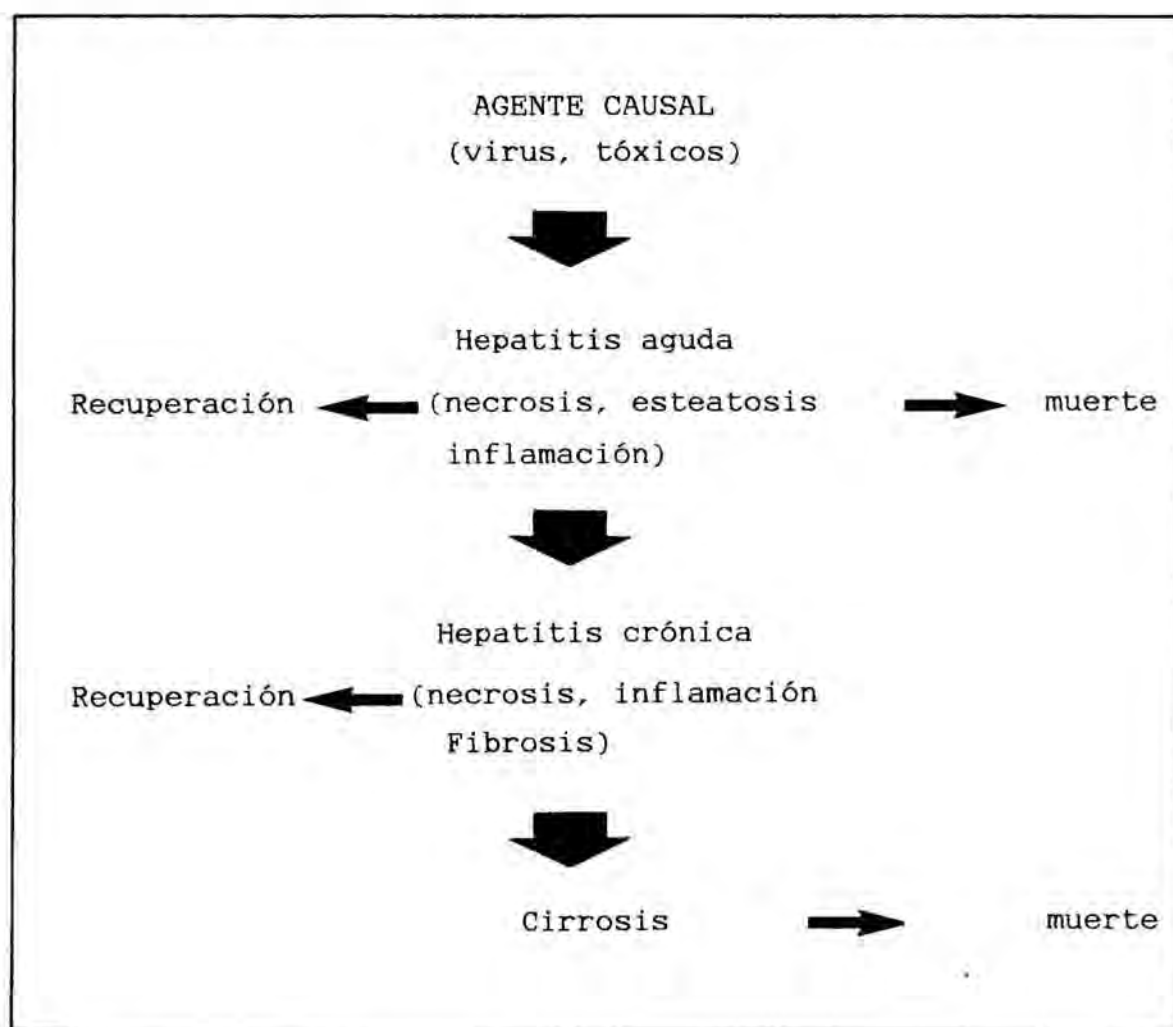 AGENTE CAUSAL
(virus, tóxicos)
Hepatitis aguda
Recuperación (necrosis, esteatosis muerte
inflamación)
Hepatitis crónica
Recuperación (necrosis, inflamación
Fibrosis)
Cirrosis muerte